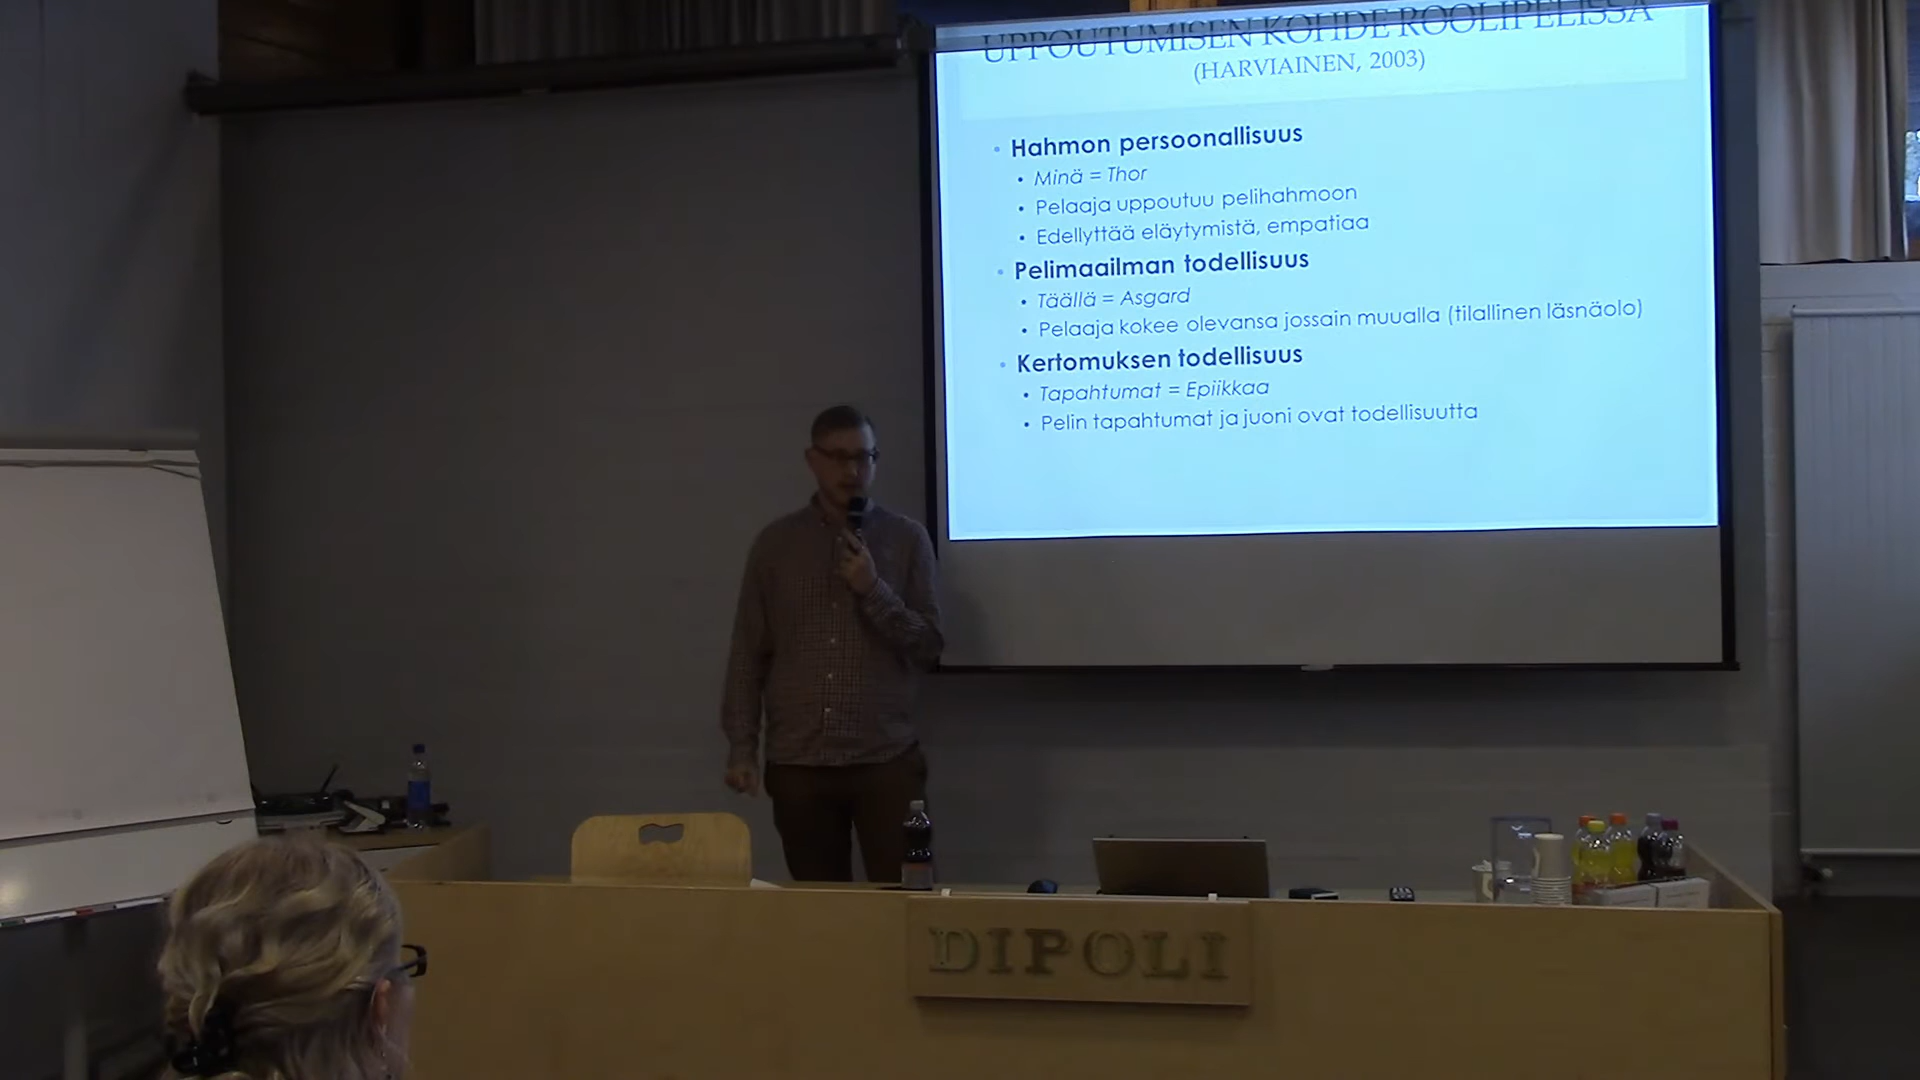 UPPOUTUMISEN KOHDE ROOLIPELISSÄ
(HARVIAINEN, 2003)
• Hahmon persoonallisuus
• Minä = Thor
• Pelaaja uppoutuu pelihahmoon
• Edellyttää eläytymistä, empatiaa
• Pelimaailman todellisuus
• Täällä = Asgard
• Pelaaja kokee olevansa jossain muualla (tilallinen läsnäolo)
• Kertomuksen todellisuus
• Tapahtumat = Epiikkaa
• Pelin tapahtumat ja juoni ovat todellisuutta
DIPOLI